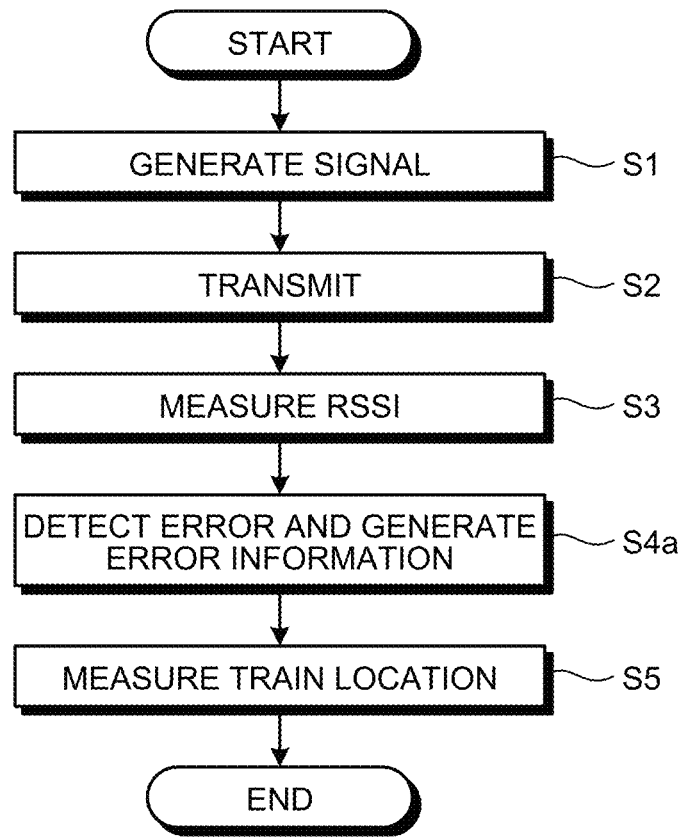 START
GENERATE SIGNAL S1
TRANSMIT S2
MEASURE RSSI S3
DETECT ERROR AND GENERATE
ERROR INFORMATION S4a
MEASURE TRAIN LOCATION S5
END